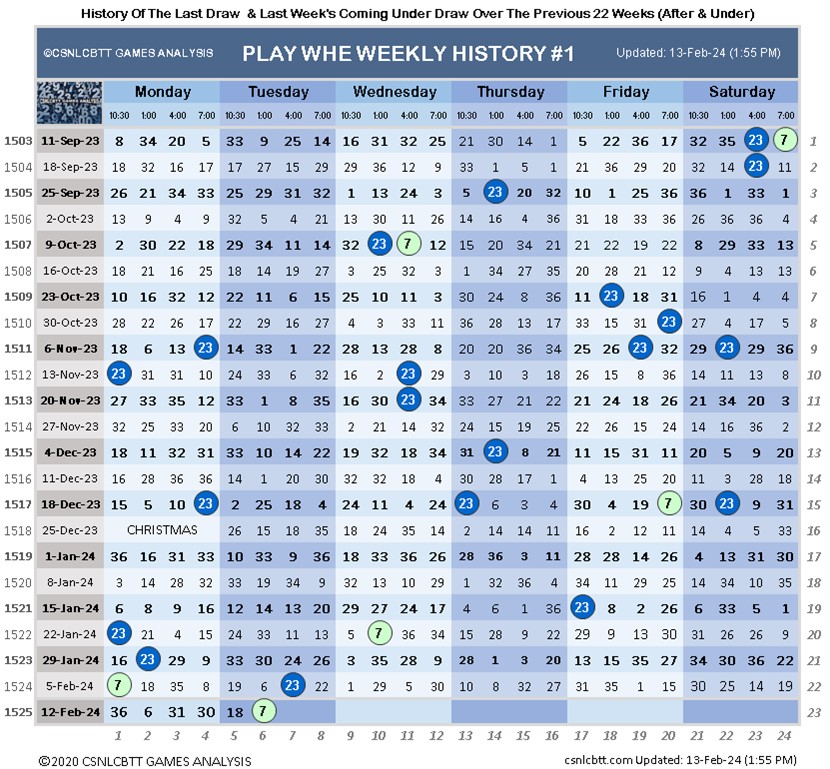 History Of The Last Draw & Last Week's Coming Under Draw Over The Previous 22 Weeks (After & Under)
©CSNLCBTT GAMES ANALYSIS PLAY WHE WEEKLY HISTORY #1 Updated: 13-Feb-24 (1:55 PM)
CSNLCBTT GAMES ANALYSIS Monday Tuesday Wednesday Thursday Friday Saturday
10:30 1:00 4:00 7:00 10:30 1:00 4:00 7:00 10:30 1:00 4:00 7:00 10:30 1:00 4:00 7:00 10:30 1:00 4:00 7:00 10:30 1:00 4:00 7:00
1503 11-Sep-23 8 34 20 5 33 9 25 14 16 31 32 25 21 30 14 1 5 22 36 17 32 35 23 7 1
1504 18-Sep-23 18 32 16 17 17 27 15 9 29 36 12 9 33 1 5 1 21 36 29 20 32 14 23 11 2
1505 25-Sep-23 26 21 34 33 25 29 31 32 1 13 24 3 5 23 20 32 10 1 25 36 36 1 33 1 3
1506 2-Oct-23 13 9 4 9 32 5 4 21 13 30 11 26 14 16 4 36 31 18 33 36 26 36 36 4 4
1507 9-Oct-23 2 30 22 18 29 34 11 14 32 23 7 12 15 20 34 21 21 22 19 22 8 29 33 13 5
1508 16-Oct-23 18 21 16 25 18 14 19 27 3 25 32 3 1 34 27 35 20 28 21 12 9 4 13 13 6
1509 23-Oct-23 10 16 32 12 22 11 6 15 25 10 11 3 30 24 8 36 11 23 18 31 16 1 4 4 7
1510 30-Oct-23 28 22 26 17 22 29 16 27 4 3 33 11 36 28 13 17 33 15 31 23 27 4 17 5 8
1511 6-Nov-23 18 6 13 23 14 33 1 22 28 13 28 8 20 20 36 34 25 26 23 32 29 23 29 36 9
1512 13-Nov-23 23 31 31 10 24 33 6 32 16 2 23 29 3 10 3 18 26 15 8 36 14 11 13 8 10
1513 20-Nov-23 27 33 35 12 33 1 8 35 16 30 23 34 33 27 21 22 21 24 18 26 21 34 20 3 11
1514 27-Nov-23 32 25 33 20 6 10 32 33 2 21 14 32 24 15 19 25 22 28 24 26 14 36 16 2 12
1515 4-Dec-23 18 11 32 31 33 10 14 22 19 32 18 34 31 23 8 21 11 15 31 11 20 5 9 20 13
1516 11-Dec-23 16 28 36 36 14 1 20 30 24 32 16 34 30 28 17 1 4 13 25 20 11 3 28 18 14
1517 18-Dec-23 15 5 10 23 2 25 18 4 24 11 4 24 23 6 3 4 30 4 19 7 30 23 9 31 15
1518 25-Dec-23 CHRISTMAS 26 15 18 35 18 24 35 14 2 14 14 11 16 2 12 11 14 4 5 33 16
1519 1-Jan-24 36 16 31 33 10 33 9 36 18 33 36 26 28 36 3 11 28 28 14 26 4 13 31 30 17
1520 8-Jan-24 3 14 28 32 33 19 34 9 32 13 10 29 1 32 36 4 34 11 29 25 14 34 10 35 18
1521 15-Jan-24 6 8 9 16 12 14 13 20 29 27 24 17 4 6 1 36 23 8 2 26 6 33 5 1 19
1522 22-Jan-24 23 21 4 15 24 33 11 13 5 7 36 34 15 28 9 22 29 9 13 30 31 26 26 9 20
1523 29-Jan-24 16 23 29 9 33 30 24 26 3 35 28 9 28 1 3 20 13 15 35 27 34 30 36 22 21
1524 5-Feb-24 7 18 35 8 19 6 23 22 1 29 5 30 10 8 32 27 31 35 1 15 30 25 14 19 22
1525 12-Feb-24 36 6 31 30 18 7 23
1 2 3 4 5 6 7 8 9 10 11 12 13 14 15 16 17 18 19 20 21 22 23 24
©2020 CSNLCBTT GAMES ANALYSIS csnlcbtt.com Updated: 13-Feb-24 (1:55 PM)